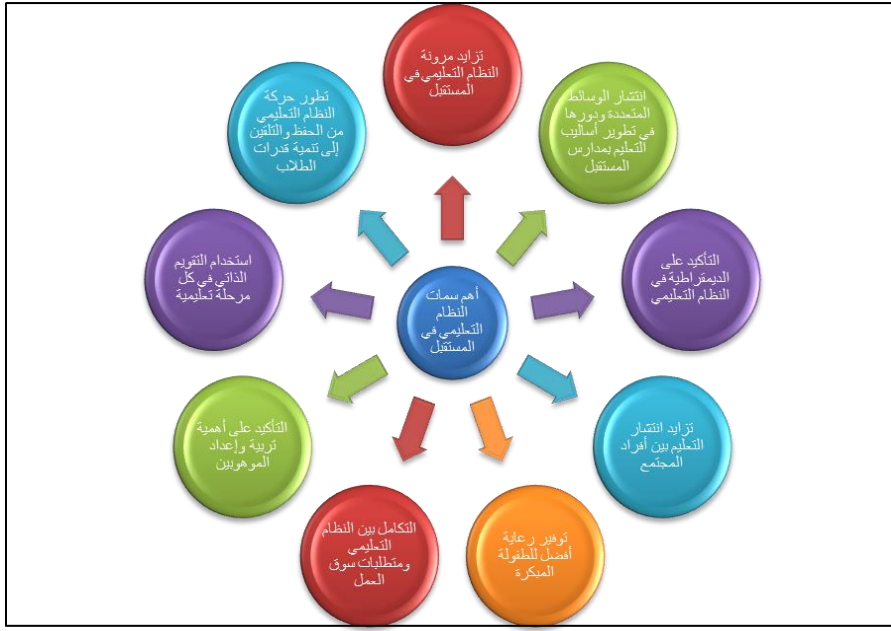 أهم سمات
النظام
التعليمي في
المستقبل
تزايد مرونة
النظام التعليمي في
المستقبل
انتشار الوسائط
المتعددة ودورها
في تطوير أساليب
التعليم بمدارس
المستقبل
التأكيد على
الديمقراطية في
النظام التعليمي
تزايد انتشار
التعليم بين أفراد
المجتمع
توفير رعاية
أفضل للطفولة
المبكرة
التكامل بين النظام
التعليمي
ومتطلبات سوق
العمل
التأكيد على أهمية
تربية وإعداد
الموهوبين
استخدام التقويم
الذاتي في كل
مرحلة تعليمية
تطور حركة
النظام التعليمي
من الحفظ والتلقين
إلى تنمية قدرات
الطلاب